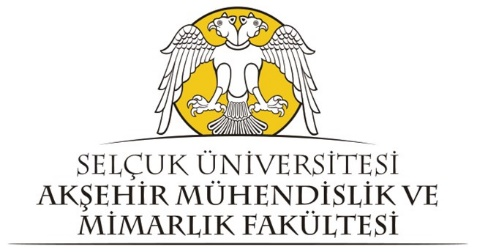 SELÇUK ÜNİVERSİTESİ
AKŞEHİR MÜHENDİSLİK VE
MİMARLIK FAKÜLTESİ